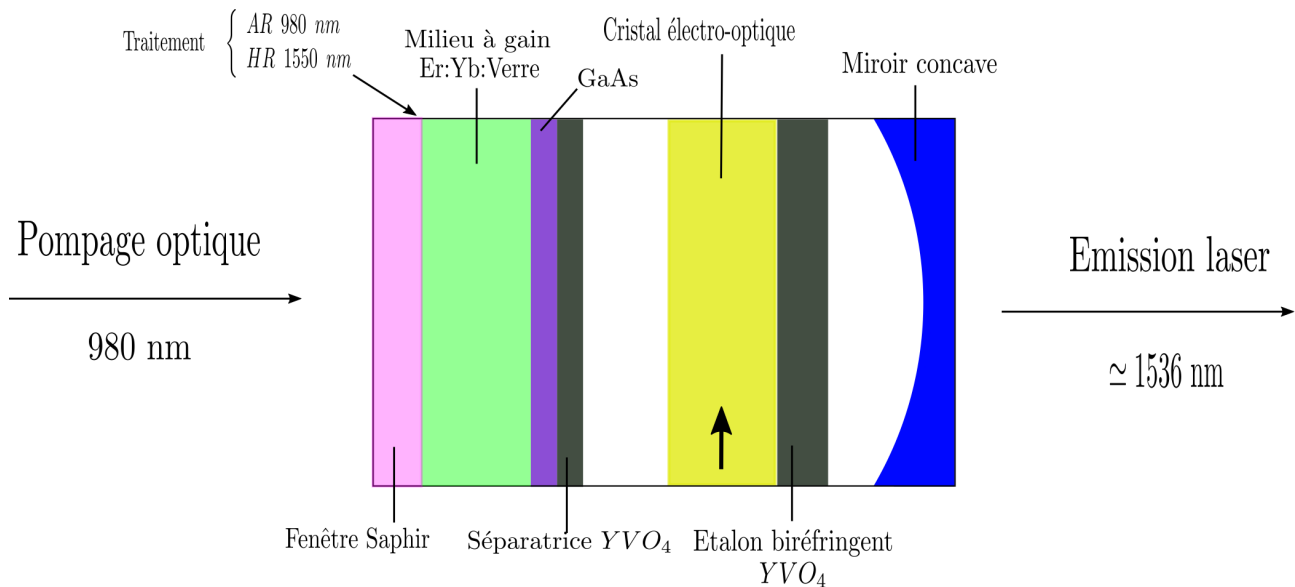 Traitement
AR 980 nm
HR 1550 nm
Milieu à gain
Er:Yb:Verre
GaAs
Cristal électro-optique
Miroir concave
Pompage optique
980 nm
Emission laser
≃ 1536 nm
Fenêtre Saphir
Séparatrice YVO₄
Etalon biréfringent
YVO₄